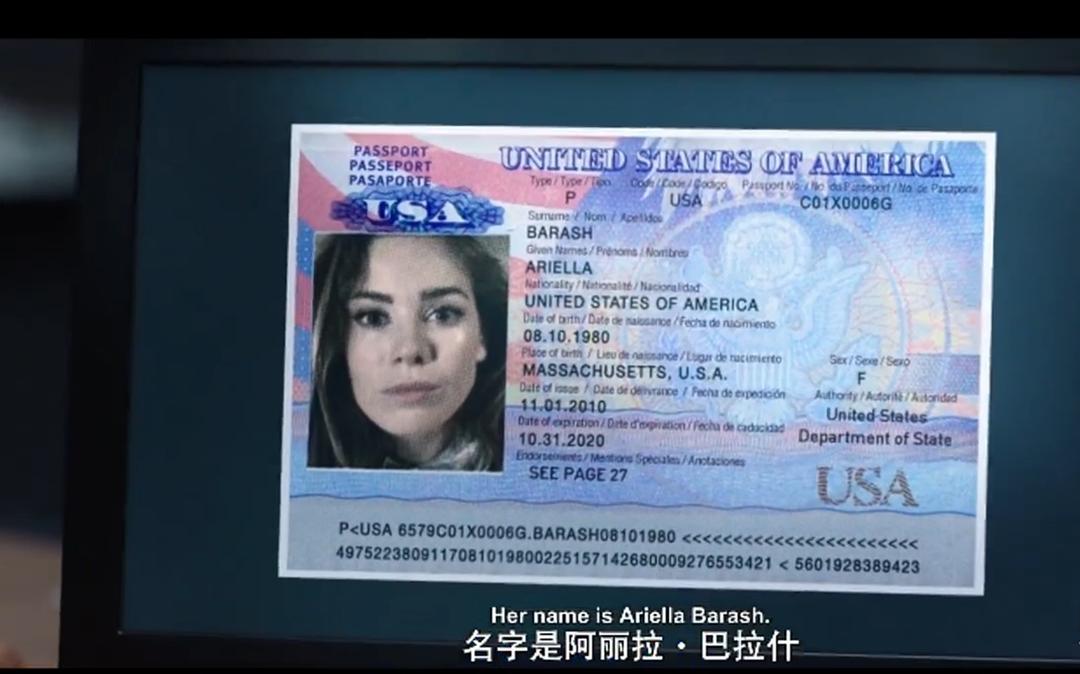 PASSPORT
PASSEPORT
PASAPORTE
USA
UNITED STATES OF AMERICA
Type / Type / Tipo Code / Code / Codigo Passport No. / No. du Passeport / No. de Pasaporte
P USA C01X0006G
Surname / Nom / Apellidos
BARASH
Given Names / Prénoms / Nombres
ARIELLA
Nationality / Nationalité / Nacionalidad
UNITED STATES OF AMERICA
Date of birth / Date de naissance / Fecha de nacimiento
08.10.1980
Place of birth / Lieu de naissance / Lugar de nacimiento
MASSACHUSETTS, U.S.A.
Sex / Sexe / Sexo
F
Date of issue / Date de délivrance / Fecha de expedición
11.01.2010
Authority / Autorité / Autoridad
United States
Department of State
Date of expiration / Date d'expiration / Fecha de caducidad
10.31.2020
Endorsements / Mentions Spéciales / Anotaciones
SEE PAGE 27
USA
P<USA 6579C01X0006G.BARASH08101980 <<<<<<<<<<<<<<<<<<<<<<<
49752238091170810198002251571426800092765​53421 < 5601928389423
Her name is Ariella Barash.
名字是阿丽拉·巴拉什